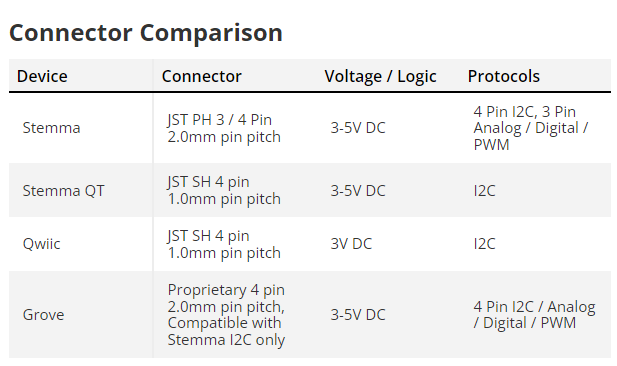 Connector Comparison
Device Connector Voltage / Logic Protocols
Stemma
JST PH 3 / 4 Pin
2.0mm pin pitch
3-5V DC
4 Pin I2C, 3 Pin
Analog / Digital /
PWM
Stemma QT
JST SH 4 pin
1.0mm pin pitch
3-5V DC
I2C
Qwiic
JST SH 4 pin
1.0mm pin pitch
3V DC
I2C
Grove
Proprietary 4 pin
2.0mm pin pitch,
Compatible with
Stemma I2C only
3-5V DC
4 Pin I2C / Analog
/ Digital / PWM